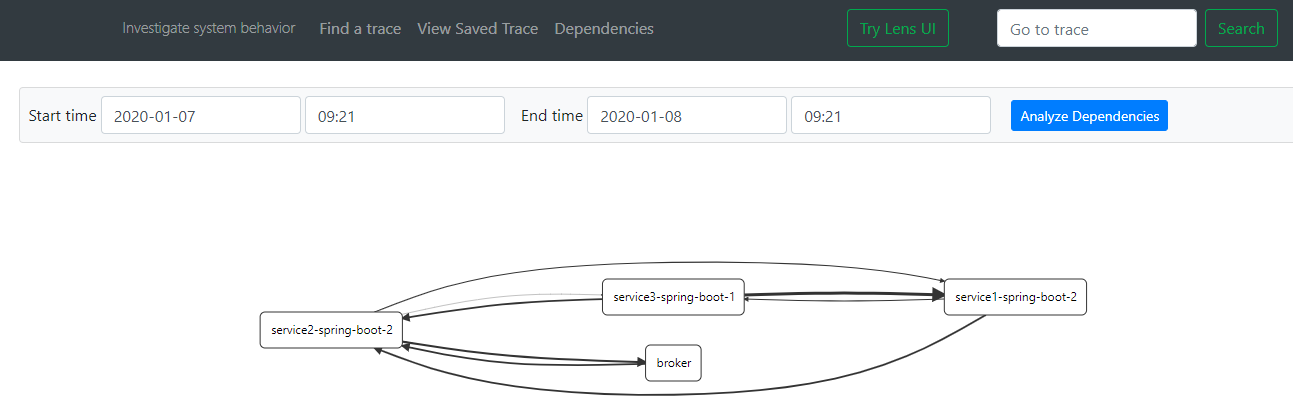 Investigate system behavior Find a trace View Saved Trace Dependencies Try Lens UI Go to trace Search
Start time 2020-01-07 09:21 End time 2020-01-08 09:21 Analyze Dependencies
service3-spring-boot-1 service1-spring-boot-2
service2-spring-boot-2
broker